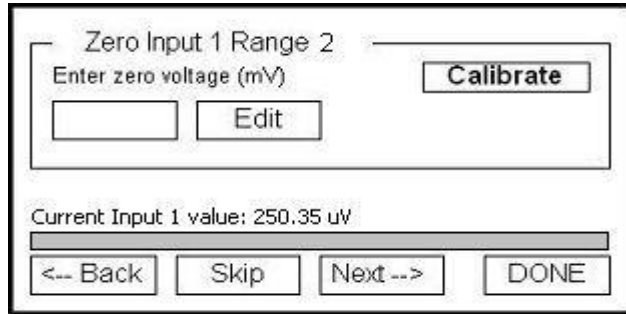 Zero Input 1 Range 2
Enter zero voltage (mV)
Calibrate
Edit
Current Input 1 value: 250.35 uV
<-- Back
Skip
Next -->
DONE